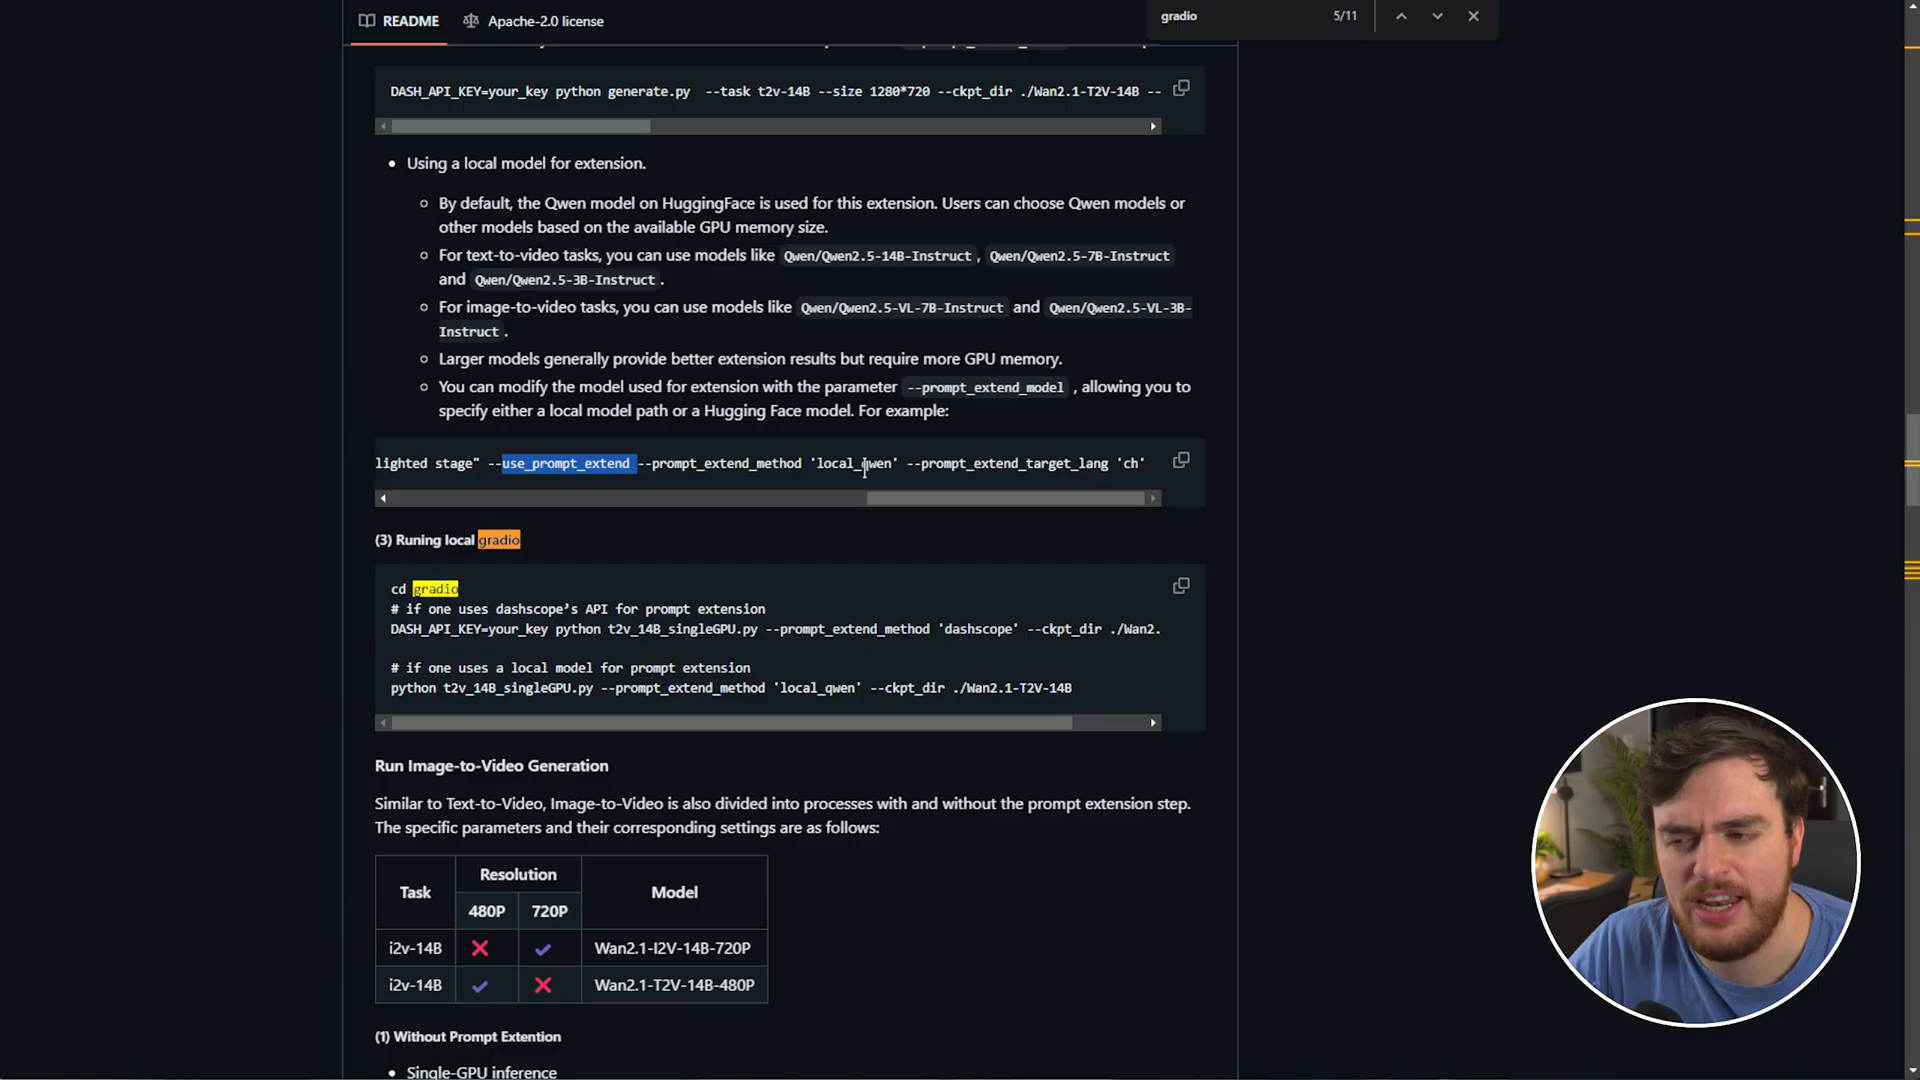 README
Apache-2.0 license
gradio
5/11
DASH_API_KEY=your_key python generate.py  --task t2v-14B --size 1280*720 --ckpt_dir ./Wan2.1-T2V-14B --
Using a local model for extension.
By default, the Qwen model on HuggingFace is used for this extension. Users can choose Qwen models or
other models based on the available GPU memory size.
For text-to-video tasks, you can use models like Qwen/Qwen2.5-14B-Instruct , Qwen/Qwen2.5-7B-Instruct
and Qwen/Qwen2.5-3B-Instruct .
For image-to-video tasks, you can use models like Qwen/Qwen2.5-VL-7B-Instruct and Qwen/Qwen2.5-VL-3B-
Instruct .
Larger models generally provide better extension results but require more GPU memory.
You can modify the model used for extension with the parameter --prompt_extend_model , allowing you to
specify either a local model path or a Hugging Face model. For example:
lighted stage" --use_prompt_extend --prompt_extend_method 'local_qwen' --prompt_extend_target_lang 'ch'
(3) Runing local gradio
cd gradio
# if one uses dashscope’s API for prompt extension
DASH_API_KEY=your_key python t2v_14B_singleGPU.py --prompt_extend_method 'dashscope' --ckpt_dir ./Wan2.
# if one uses a local model for prompt extension
python t2v_14B_singleGPU.py --prompt_extend_method 'local_qwen' --ckpt_dir ./Wan2.1-T2V-14B
Run Image-to-Video Generation
Similar to Text-to-Video, Image-to-Video is also divided into processes with and without the prompt extension step.
The specific parameters and their corresponding settings are as follows:
Task
Resolution
Model
480P
720P
i2v-14B
Wan2.1-I2V-14B-720P
i2v-14B
Wan2.1-T2V-14B-480P
(1) Without Prompt Extention
Single-GPU inference